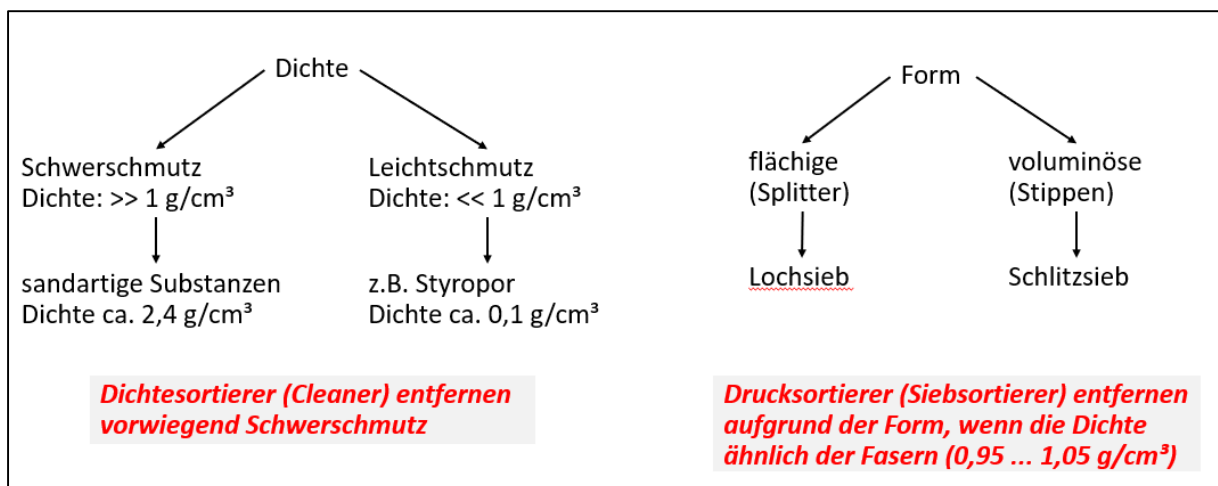 Dichte
Schwerschmutz
Dichte: >> 1 g/cm³
Leichtschmutz
Dichte: << 1 g/cm³
sandartige Substanzen
Dichte ca. 2,4 g/cm³
z.B. Styropor
Dichte ca. 0,1 g/cm³
Dichtesortierer (Cleaner) entfernen
vorwiegend Schwerschmutz
Form
flächige
(Splitter)
voluminöse
(Stippen)
Lochsieb
Schlitzsieb
Drucksortierer (Siebsortierer) entfernen
aufgrund der Form, wenn die Dichte
ähnlich der Fasern (0,95 ... 1,05 g/cm³)